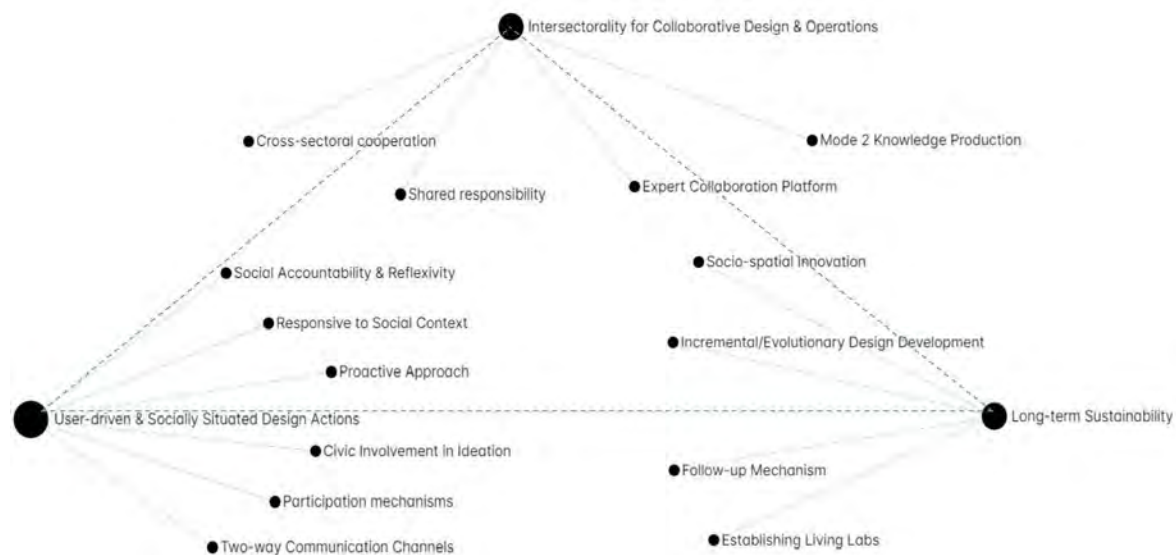 Intersectorality for Collaborative Design & Operations
Cross-sectoral cooperation
Mode 2 Knowledge Production
Shared responsibility
Expert Collaboration Platform
Socio-spatial Innovation
Social Accountability & Reflexivity
Responsive to Social Context
Incremental/Evolutionary Design Development
Proactive Approach
User-driven & Socially Situated Design Actions
Long-term Sustainability
Civic Involvement in Ideation
Follow-up Mechanism
Participation mechanisms
Establishing Living Labs
Two-way Communication Channels